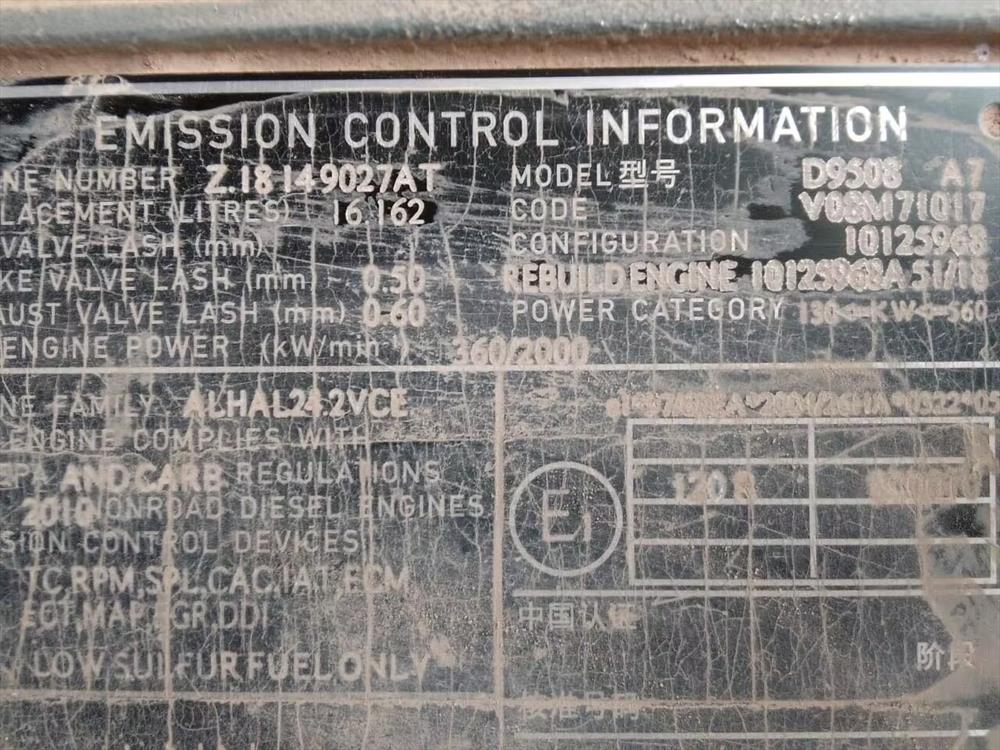 EMISSION CONTROL INFORMATION
NE NUMBER Z.18 149027AT MODEL 型号 D9508 A7
LACEMENT (LITRES) 16.162 CODE V08M71017
VALVE LASH (mm) CONFIGURATION 10125968
KE VALVE LASH (mm) 0.50 REBUILD ENGINE 10125968A 51/18
AUST VALVE LASH (mm) 0.60 POWER CATEGORY 130<=KW<=560
ENGINE POWER (kW/min⁻¹) 360/2000
NE FAMILY ALHAL24.2VCE
ENGINE COMPLIES WITH
EPA AND CARB REGULATIONS
2010 NONROAD DIESEL ENGINES
SION CONTROL DEVICES
TC,RPM,SPL,CAC,IAT,ECM
ECT,MAP,EGR,DDI
LOW SULFUR FUEL ONLY
E1
120R
中国认证
阶段